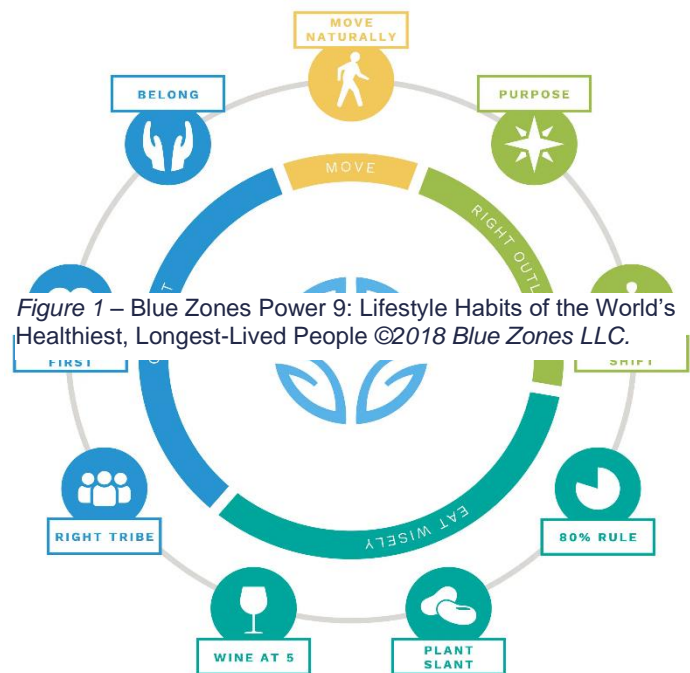 MOVE
NATURALLY
BELONG
PURPOSE
MOVE
RIGHT
Figure 1 – Blue Zones Power 9: Lifestyle Habits of the World's
Healthiest, Longest-Lived People ©2018 Blue Zones LLC.
FIRST
SHIFT
EAT WISELY
RIGHT TRIBE
80% RULE
WINE AT 5
PLANT
SLANT